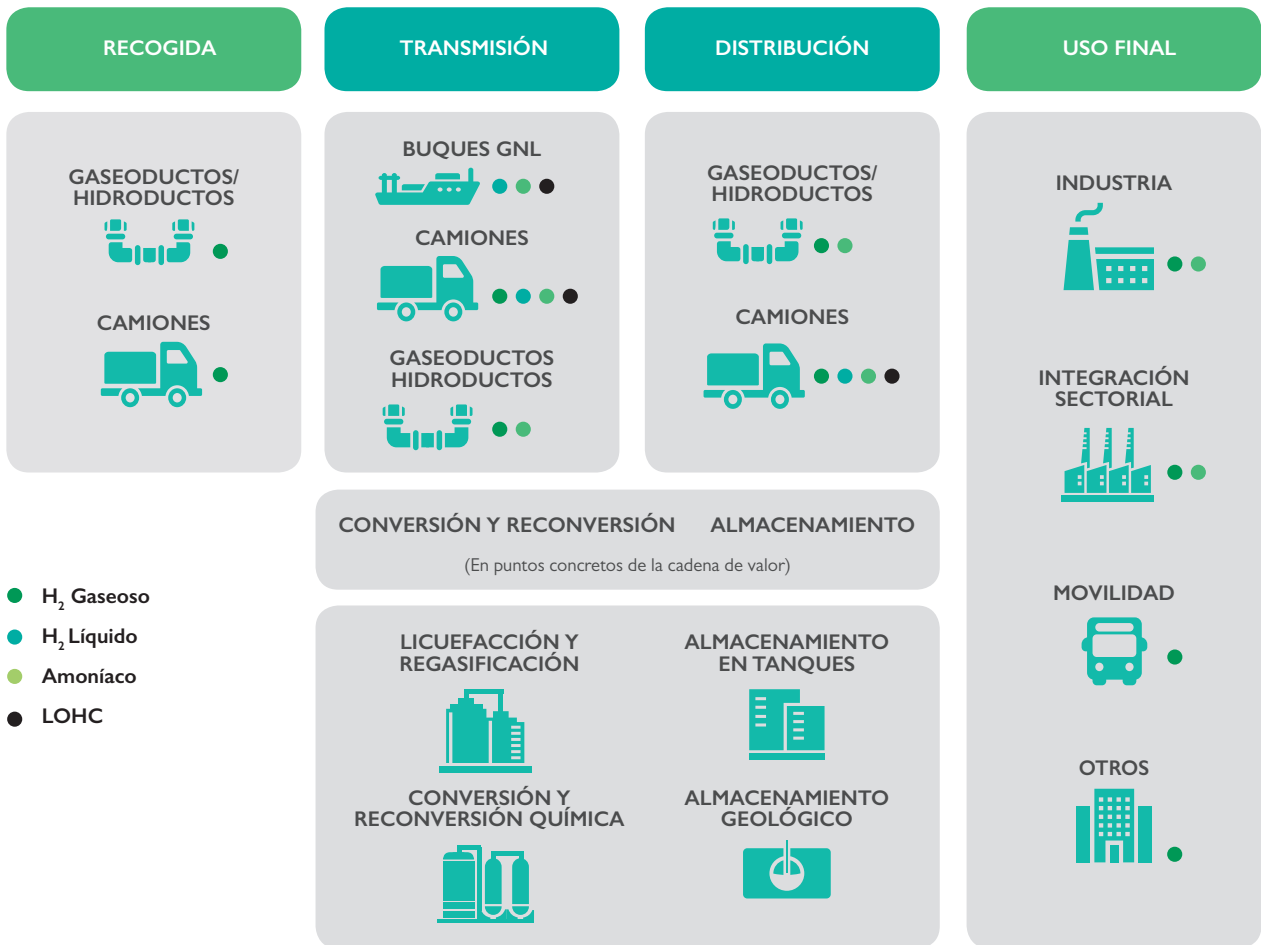 RECOGIDA
TRANSMISIÓN
DISTRIBUCIÓN
USO FINAL
GASEODUCTOS/
HIDRODUCTOS
CAMIONES
BUQUES GNL
CAMIONES
GASEODUCTOS
HIDRODUCTOS
GASEODUCTOS/
HIDRODUCTOS
CAMIONES
INDUSTRIA
INTEGRACIÓN
SECTORIAL
MOVILIDAD
OTROS
CONVERSIÓN Y RECONVERSIÓN ALMACENAMIENTO
(En puntos concretos de la cadena de valor)
LICUEFACCIÓN Y
REGASIFICACIÓN
ALMACENAMIENTO
EN TANQUES
CONVERSIÓN Y
RECONVERSIÓN QUÍMICA
ALMACENAMIENTO
GEOLÓGICO
H₂ Gaseoso
H₂ Líquido
Amoníaco
LOHC